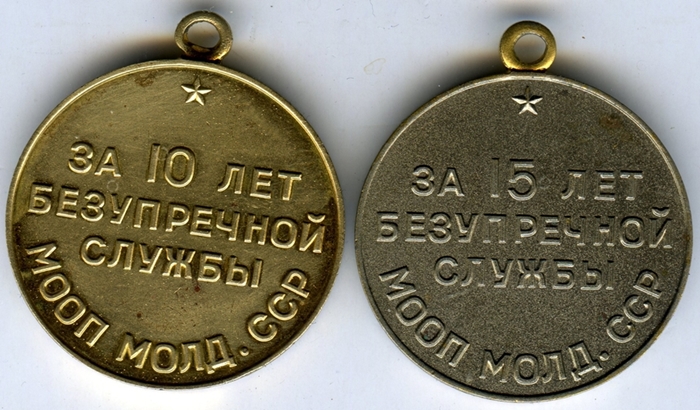 ЗА 10 ЛЕТ
БЕЗУПРЕЧНОЙ
СЛУЖБЫ
МООП МОЛД. ССР
ЗА 15 ЛЕТ
БЕЗУПРЕЧНОЙ
СЛУЖБЫ
МООП МОЛД. ССР